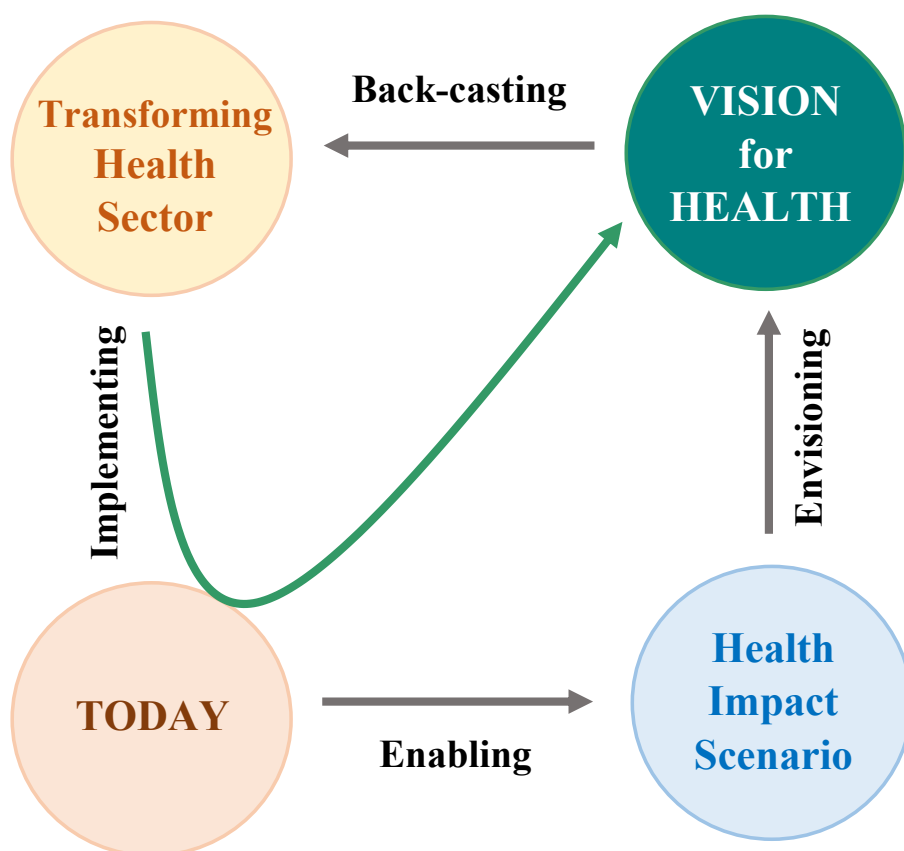 Transforming
Health
Sector
Back-casting
VISION
for
HEALTH
Implementing
Envisioning
TODAY
Enabling
Health
Impact
Scenario